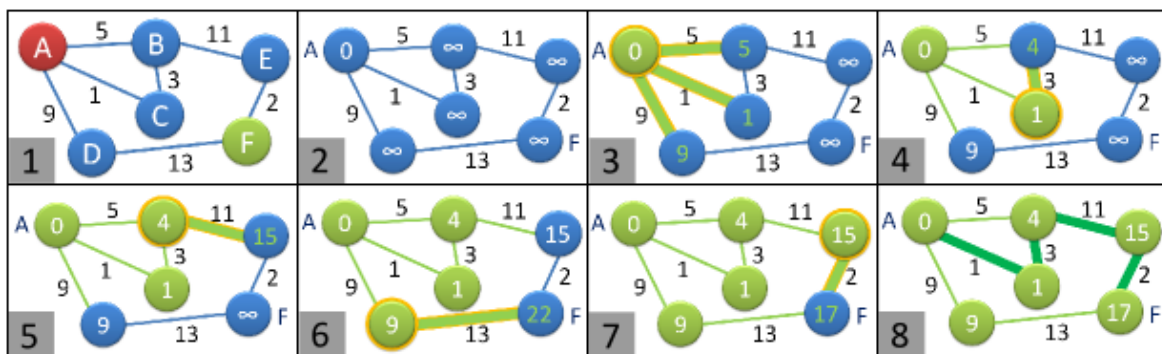 5 11
A B E
3
1 C 2
9 F
D 13
1
5 11
A 0 ∞ ∞
3
1 ∞ 2
9 ∞ F
∞ 13
2
5 11
A 0 5 ∞
3
1 1 2
9 ∞ F
9 13
3
5 11
A 0 4 ∞
3
1 1 2
9 ∞ F
9 13
4
5 11
A 0 4 15
3
1 1 2
9 ∞ F
9 13
5
5 11
A 0 4 15
3
1 1 2
9 22 F
9 13
6
5 11
A 0 4 15
3
1 1 2
9 17 F
9 13
7
5 11
A 0 4 15
3
1 1 2
9 17 F
9 13
8